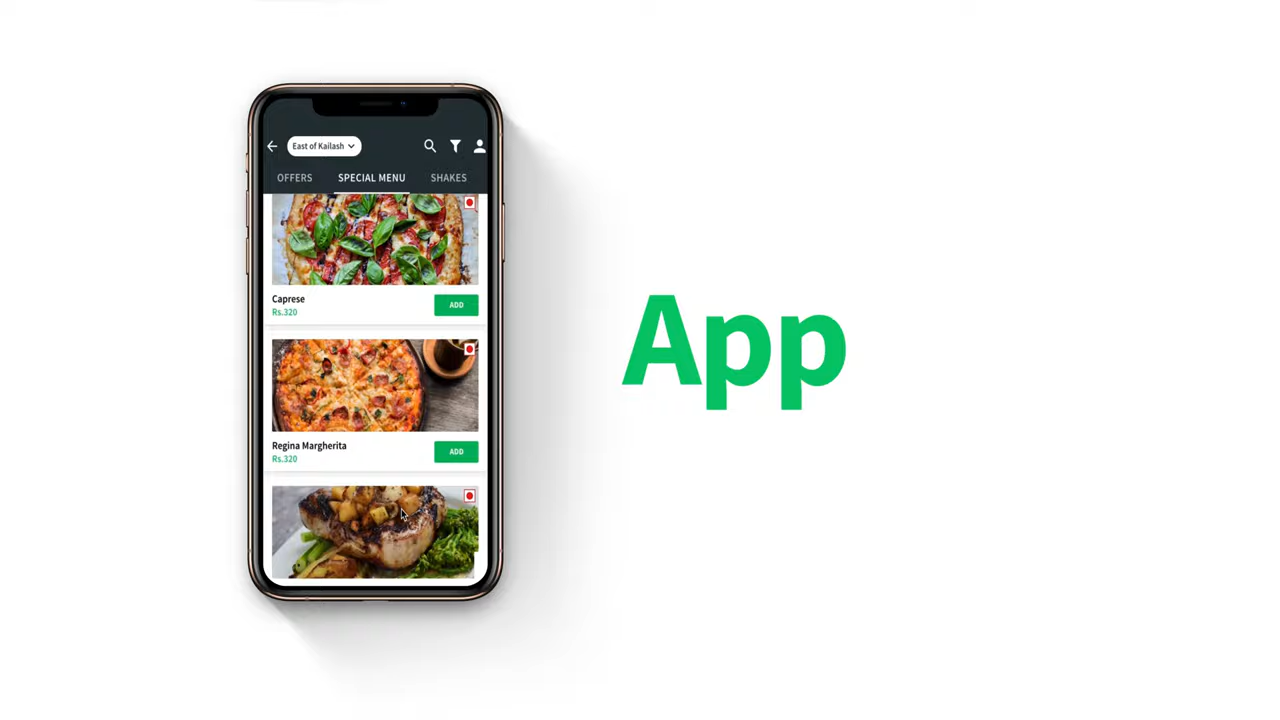 East of Kailash
OFFERS SPECIAL MENU SHAKES
Caprese
Rs.320
ADD
Regina Margherita
Rs.320
ADD
App